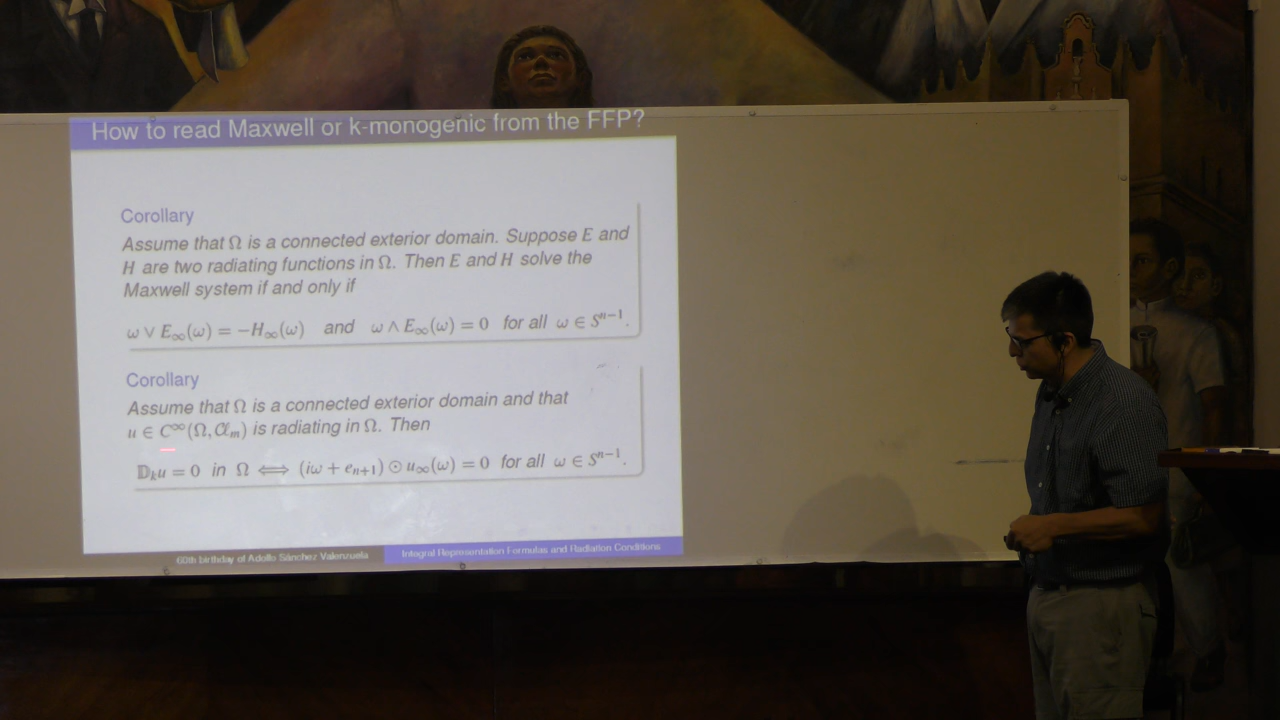 How to read Maxwell or k-monogenic from the FFP?
Corollary
Assume that Ω is a connected exterior domain. Suppose E and
H are two radiating functions in Ω. Then E and H solve the
Maxwell system if and only if
ω ∨ E∞(ω) = −H∞(ω) and ω ∧ E∞(ω) = 0 for all ω ∈ Sⁿ⁻¹.
Corollary
Assume that Ω is a connected exterior domain and that
u ∈ C∞(Ω, Cℓₘ) is radiating in Ω. Then
𝔻ₖu = 0 in Ω ⟺ (iω + eₙ₊₁) ⊙ u∞(ω) = 0 for all ω ∈ Sⁿ⁻¹.
60th birthday of Adolfo Sánchez Valenzuela
Integral Representation Formulas and Radiation Conditions